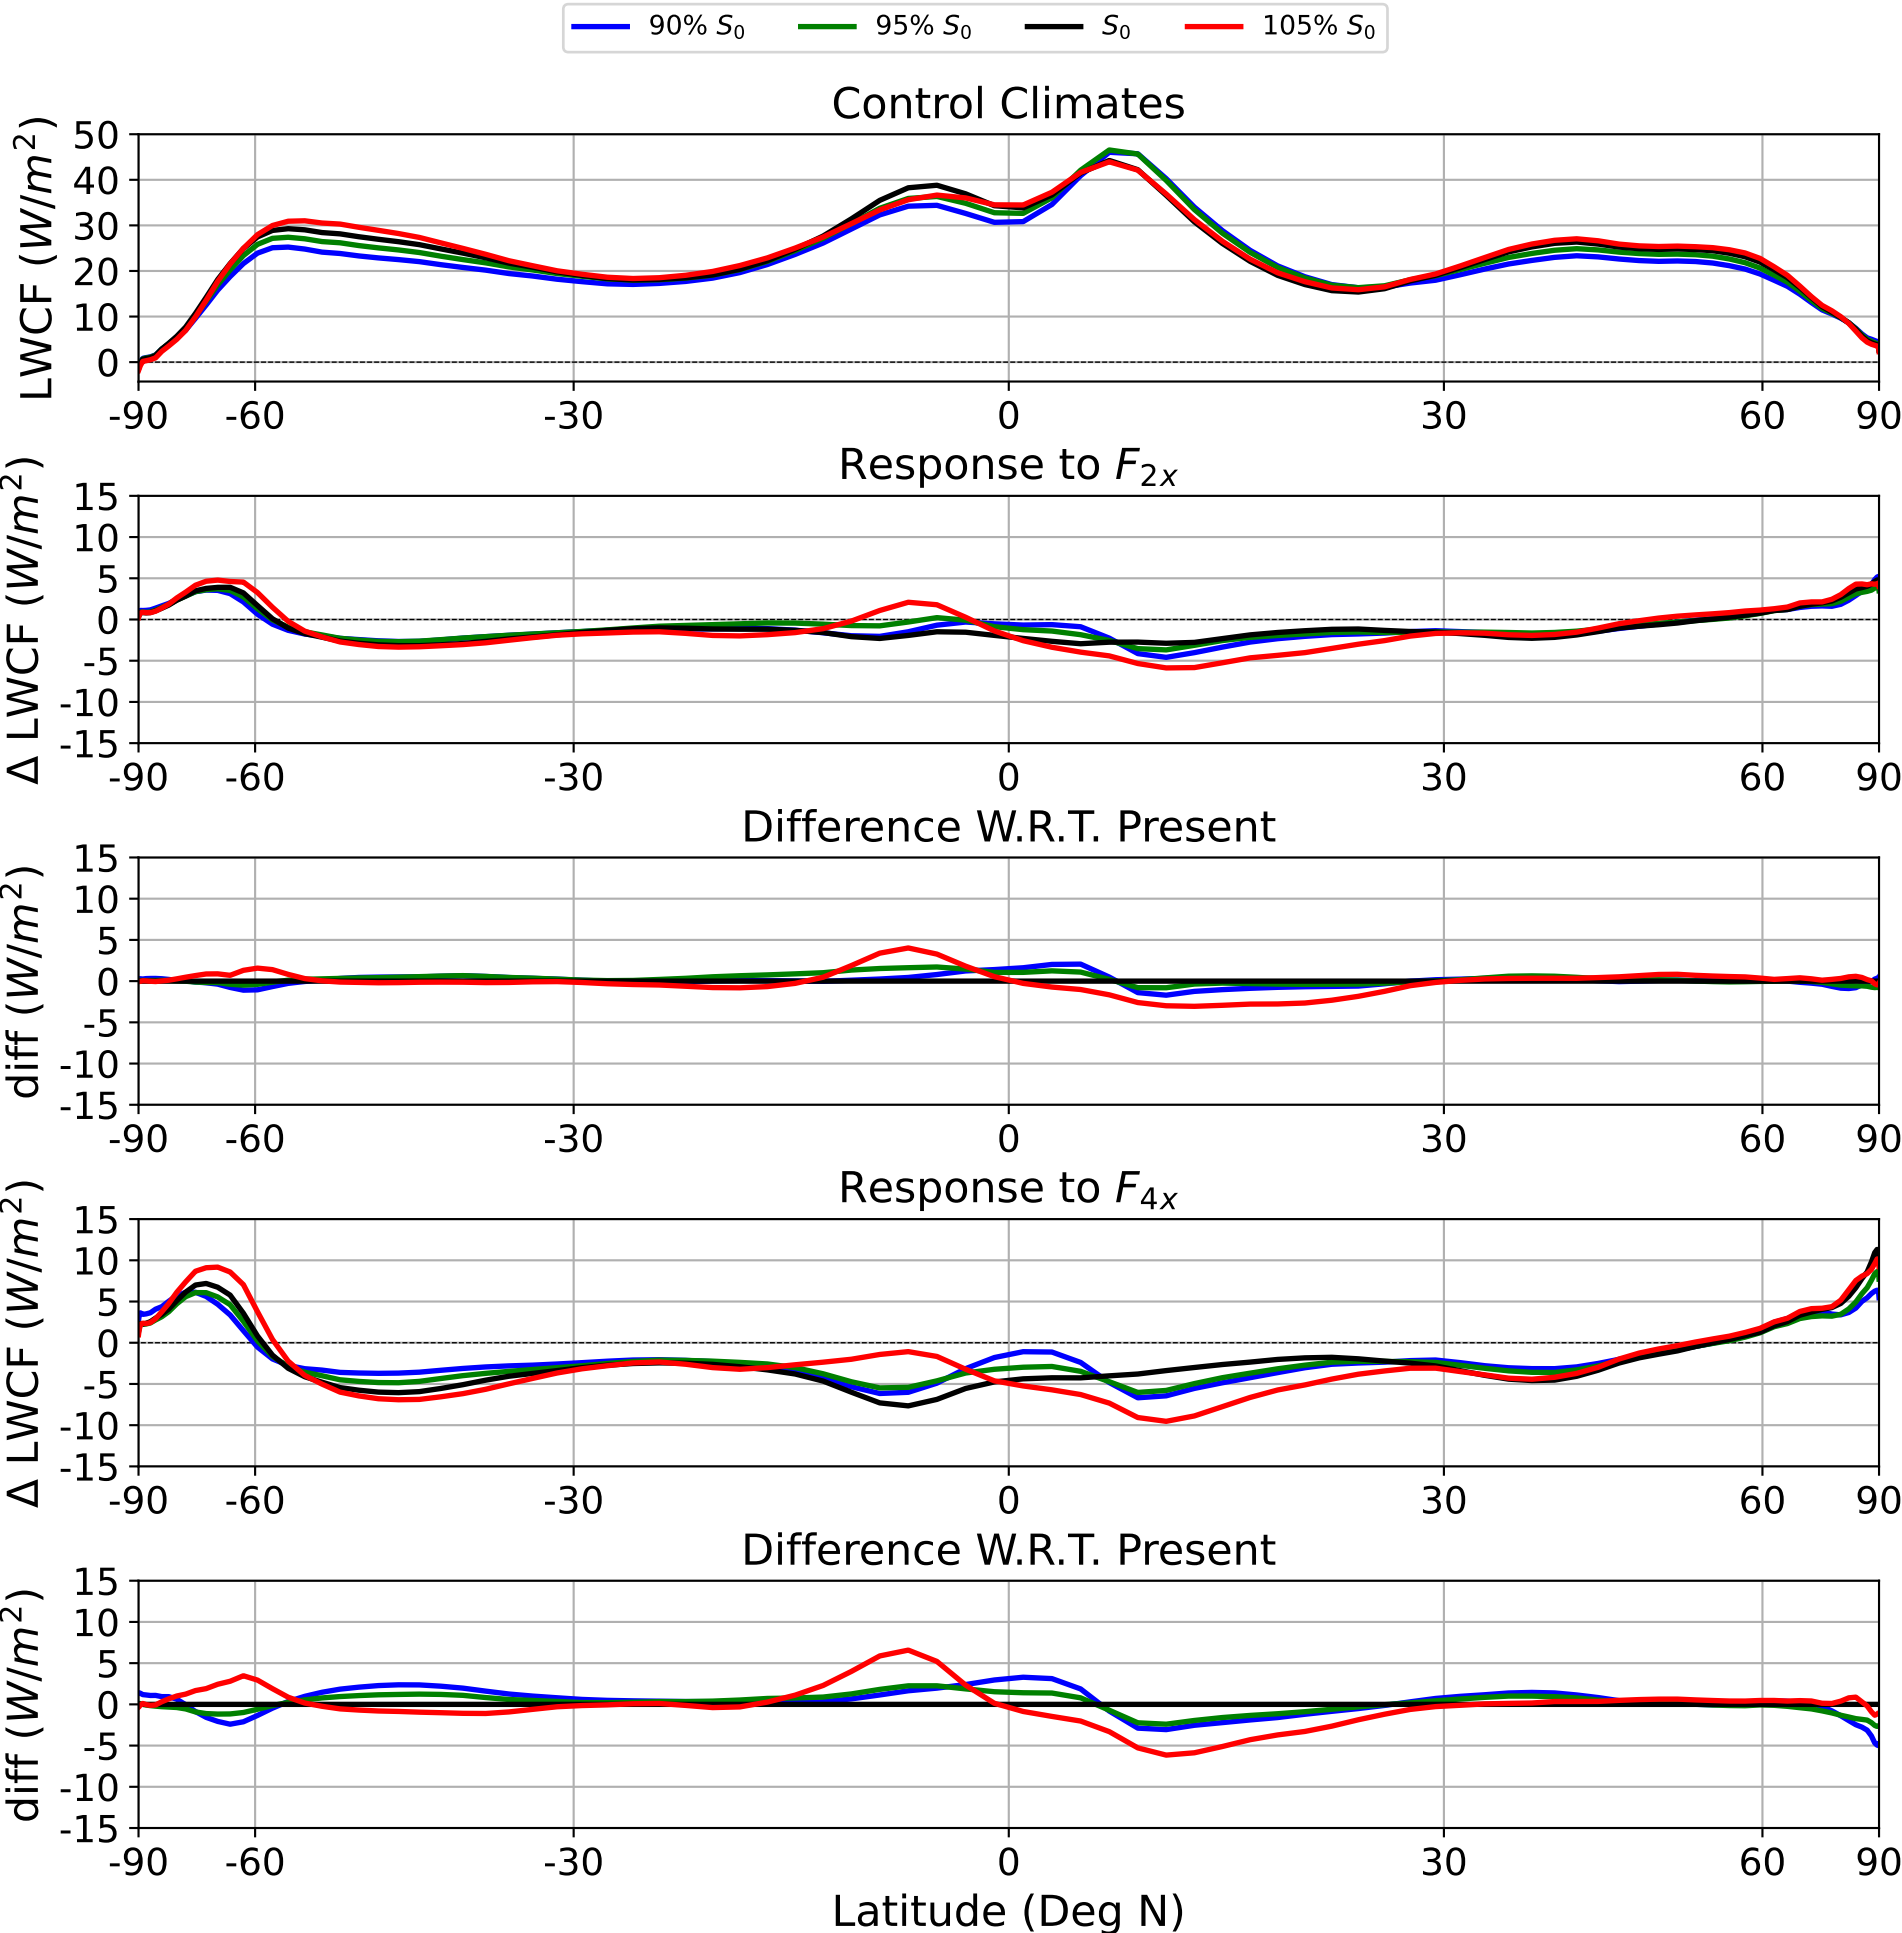 90% S₀ 95% S₀ S₀ 105% S₀
Control Climates
LWCF (W/m²)
50
40
30
20
10
0
-90 -60 -30 0 30 60 90
Response to F₂ₓ
Δ LWCF (W/m²)
15
10
5
0
-5
-10
-15
-90 -60 -30 0 30 60 90
Difference W.R.T. Present
diff (W/m²)
15
10
5
0
-5
-10
-15
-90 -60 -30 0 30 60 90
Response to F₄ₓ
Δ LWCF (W/m²)
15
10
5
0
-5
-10
-15
-90 -60 -30 0 30 60 90
Difference W.R.T. Present
diff (W/m²)
15
10
5
0
-5
-10
-15
-90 -60 -30 0 30 60 90
Latitude (Deg N)